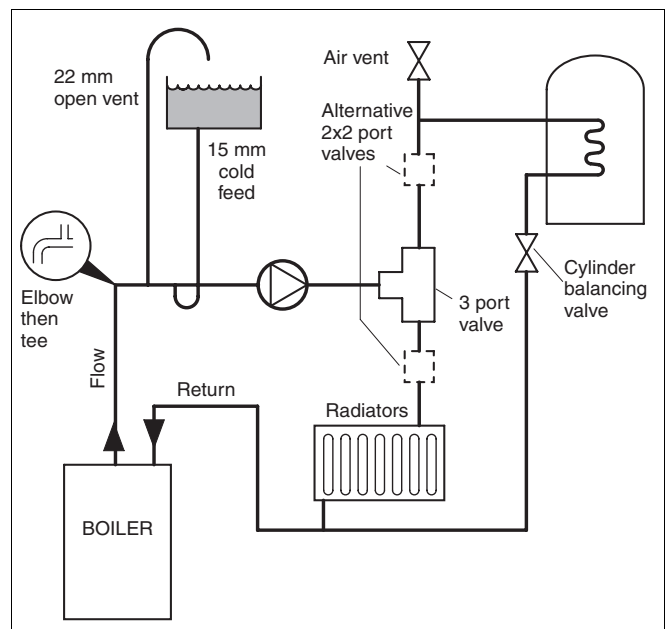 22 mm
open vent
15 mm
cold
feed
Air vent
Alternative
2x2 port
valves
Elbow
then
tee
3 port
valve
Cylinder
balancing
valve
Flow
Return
Radiators
BOILER